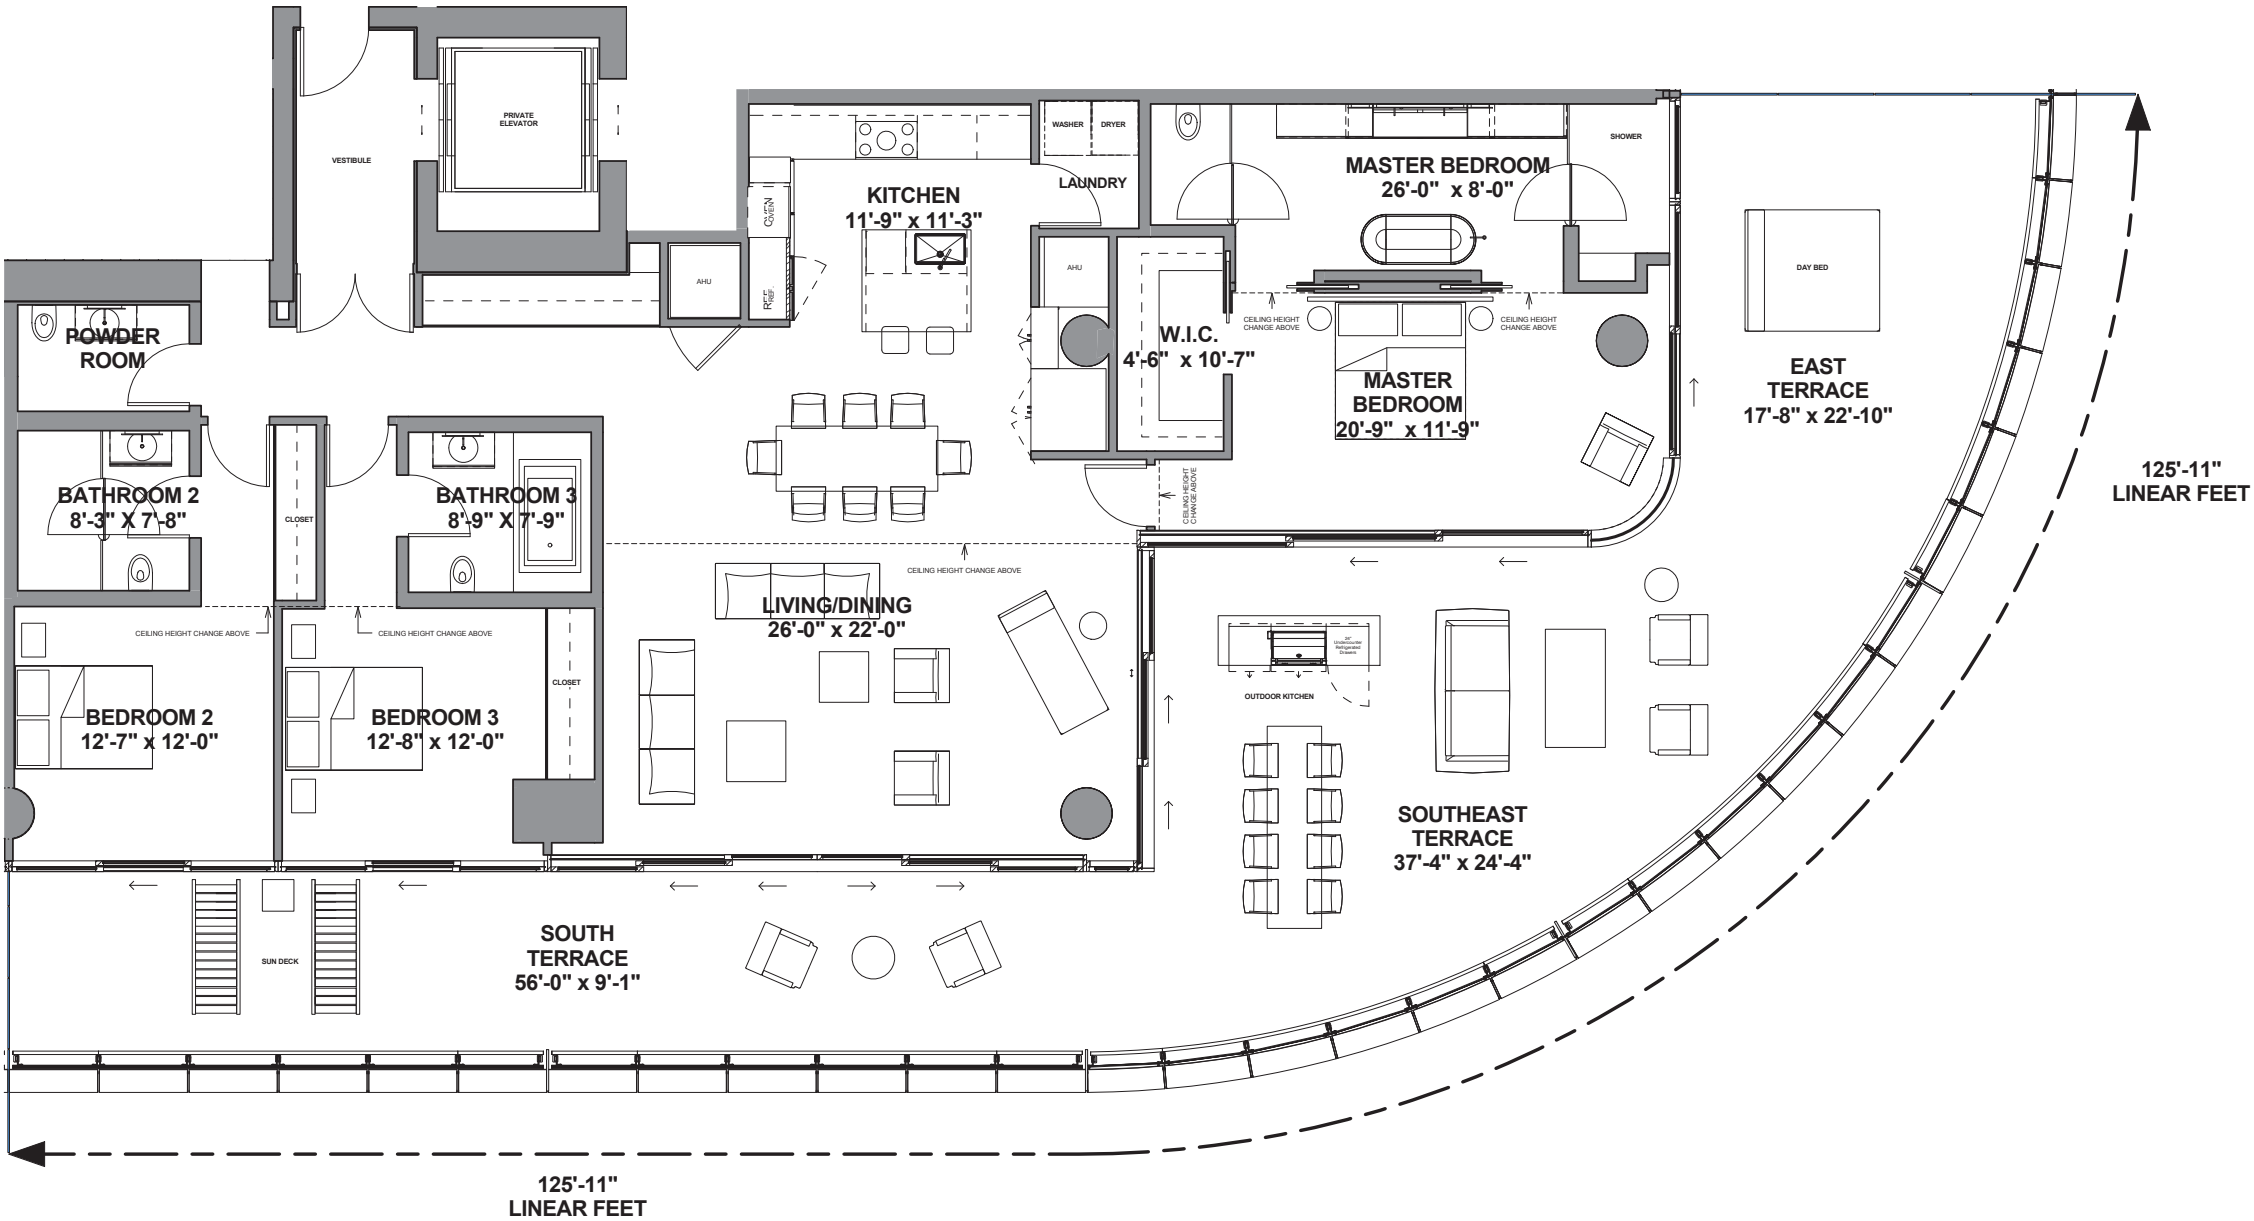 PRIVATE
ELEVATOR
VESTIBULE
WASHER
DRYER
SHOWER
LAUNDRY
MASTER BEDROOM
26'-0" x 8'-0"
KITCHEN
11'-9" x 11'-3"
OVEN
OVEN
REF.
REF.
AHU
AHU
DAY BED
CEILING HEIGHT
CHANGE ABOVE
CEILING HEIGHT
CHANGE ABOVE
POWDER
ROOM
W.I.C.
4'-6" x 10'-7"
MASTER
BEDROOM
20'-9" x 11'-9"
EAST
TERRACE
17'-8" x 22'-10"
125'-11"
LINEAR FEET
BATHROOM 2
8'-3" X 7'-8"
CLOSET
BATHROOM 3
8'-9" X 7'-9"
CEILING HEIGHT
CHANGE ABOVE
CEILING HEIGHT CHANGE ABOVE
LIVING/DINING
26'-0" x 22'-0"
CEILING HEIGHT CHANGE ABOVE
CEILING HEIGHT CHANGE ABOVE
24"
Undercounter
Refrigerated
Drawers
OUTDOOR KITCHEN
CLOSET
BEDROOM 2
12'-7" x 12'-0"
BEDROOM 3
12'-8" x 12'-0"
SOUTHEAST
TERRACE
37'-4" x 24'-4"
SUN DECK
SOUTH
TERRACE
56'-0" x 9'-1"
125'-11"
LINEAR FEET